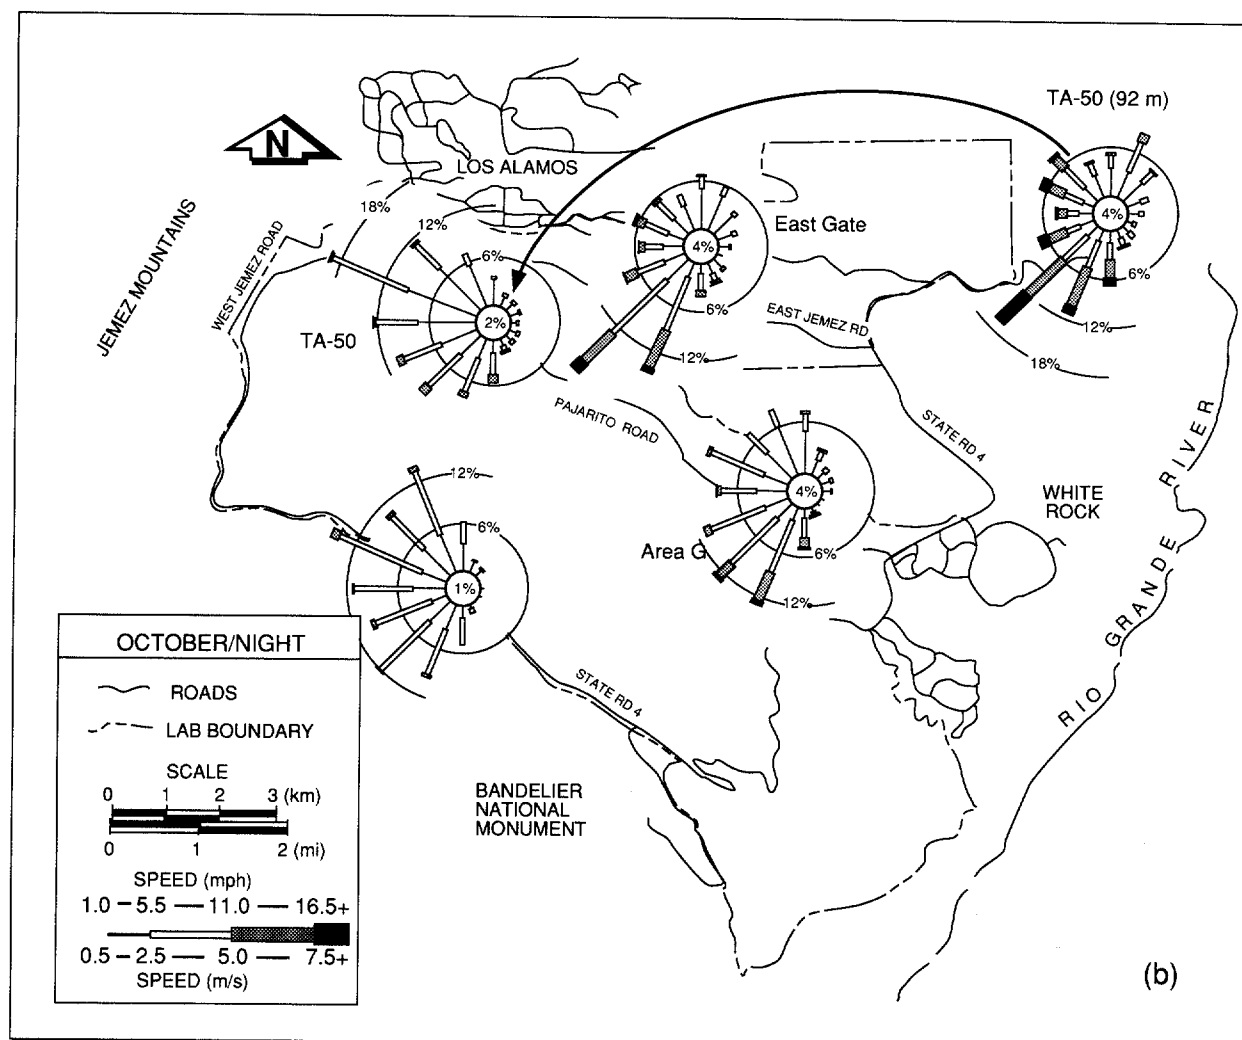 TA-50 (92 m)
N
LOS ALAMOS
18%
12%
6%
4%
East Gate
4%
6%
JEMEZ MOUNTAINS
WEST JEMEZ ROAD
TA-50
2%
6%
12%
EAST JEMEZ RD
12%
18%
PAJARITO ROAD
STATE RD 4
RIO GRANDE RIVER
12%
6%
4%
WHITE
ROCK
Area G
6%
12%
1%
OCTOBER/NIGHT
ROADS
LAB BOUNDARY
SCALE
0 1 2 3 (km)
0 1 2 (mi)
SPEED (mph)
1.0 – 5.5 — 11.0 — 16.5+
0.5 – 2.5 — 5.0 — 7.5+
SPEED (m/s)
STATE RD 4
BANDELIER
NATIONAL
MONUMENT
(b)